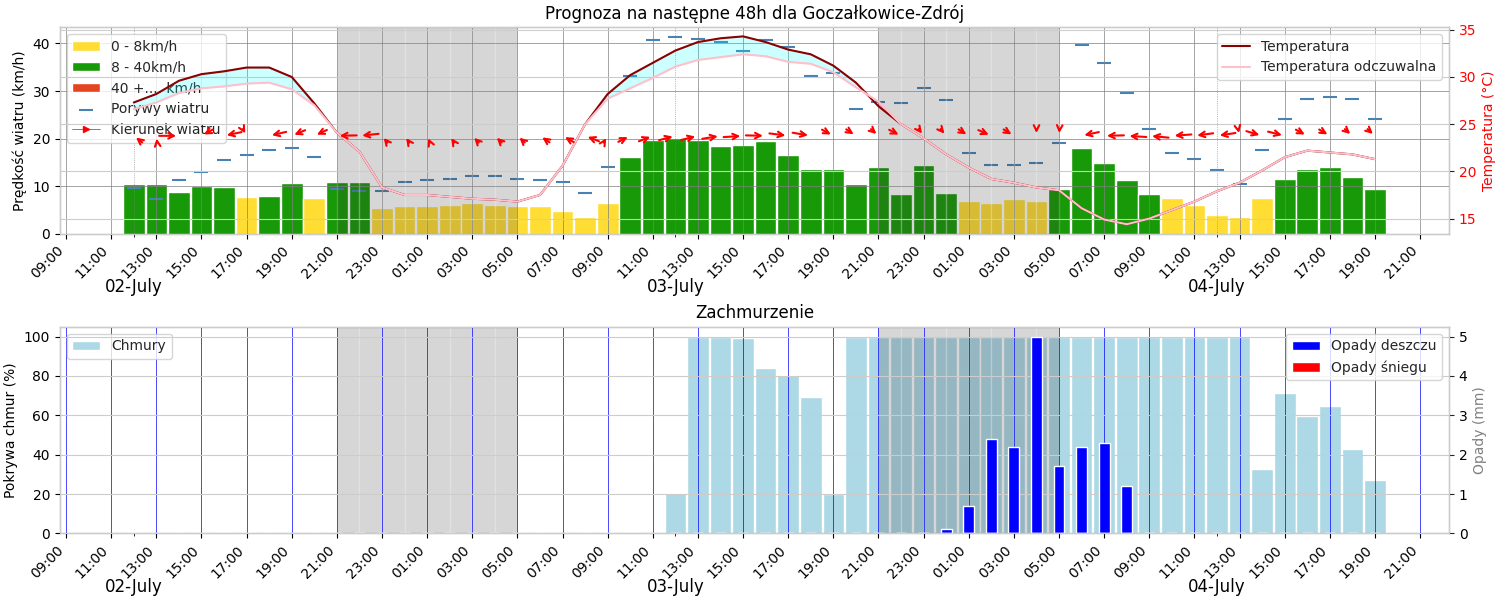 Prognoza na następne 48h dla Goczałkowice-Zdrój
Prędkość wiatru (km/h)
40
30
20
10
0
0 - 8km/h
8 - 40km/h
40 +... km/h
Porywy wiatru
Kierunek wiatru
Temperatura
Temperatura odczuwalna
35
30
25
20
15
Temperatura (°C)
09:00 11:00 13:00 15:00 17:00 19:00 21:00 23:00 01:00 03:00 05:00 07:00 09:00 11:00 13:00 15:00 17:00 19:00 21:00 23:00 01:00 03:00 05:00 07:00 09:00 11:00 13:00 15:00 17:00 19:00 21:00
02-July 03-July 04-July
Zachmurzenie
Pokrywa chmur (%)
100
80
60
40
20
0
Chmury
Opady deszczu
Opady śniegu
5
4
3
2
1
0
Opady (mm)
09:00 11:00 13:00 15:00 17:00 19:00 21:00 23:00 01:00 03:00 05:00 07:00 09:00 11:00 13:00 15:00 17:00 19:00 21:00 23:00 01:00 03:00 05:00 07:00 09:00 11:00 13:00 15:00 17:00 19:00 21:00
02-July 03-July 04-July